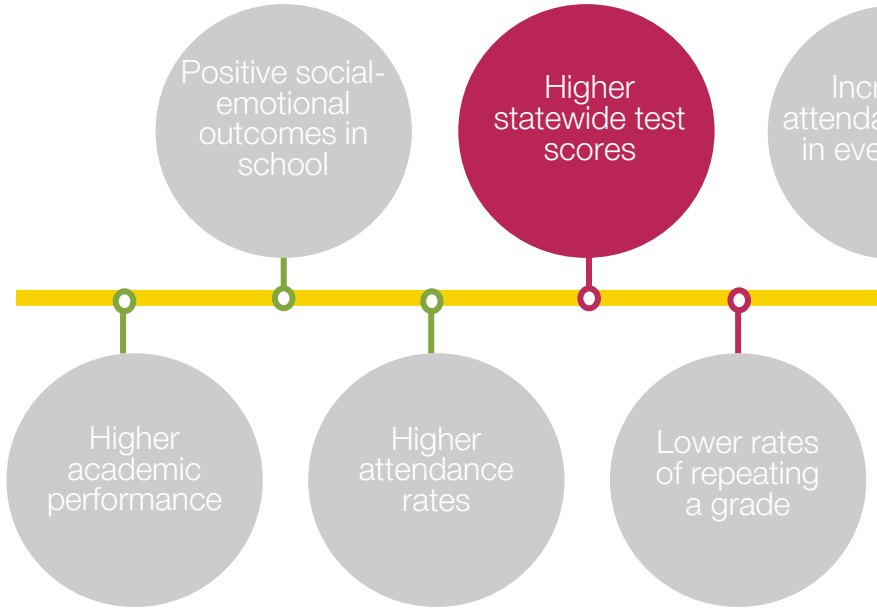 Positive social-
emotional
outcomes in
school
Higher
statewide test
scores
in
Higher
academic
performance
Higher
attendance
rates
Lower rates
of repeating
a grade